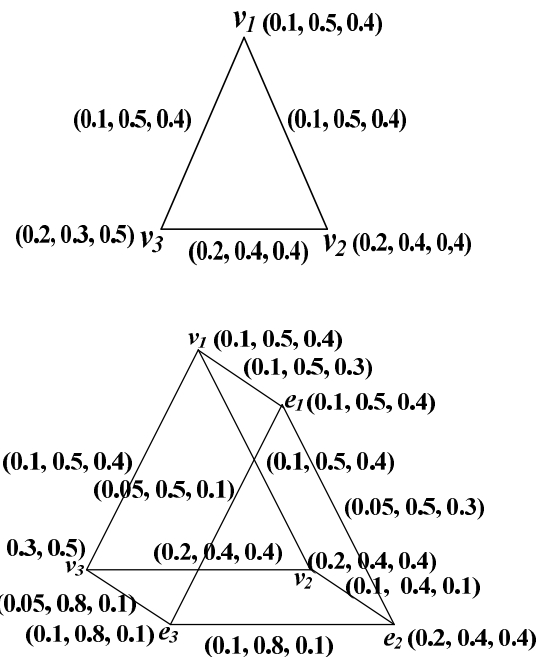 v1 (0.1, 0.5, 0.4)
(0.1, 0.5, 0.4) (0.1, 0.5, 0.4)
(0.2, 0.3, 0.5) v3 (0.2, 0.4, 0.4) v2 (0.2, 0.4, 0,4)
v1 (0.1, 0.5, 0.4)
(0.1, 0.5, 0.3)
e1 (0.1, 0.5, 0.4)
(0.1, 0.5, 0.4) (0.1, 0.5, 0.4)
(0.05, 0.5, 0.1)
(0.05, 0.5, 0.3)
0.3, 0.5) v3 (0.2, 0.4, 0.4) v2 (0.2, 0.4, 0.4)
(0.1, 0.4, 0.1)
(0.05, 0.8, 0.1)
(0.1, 0.8, 0.1) e3 (0.1, 0.8, 0.1) e2 (0.2, 0.4, 0.4)